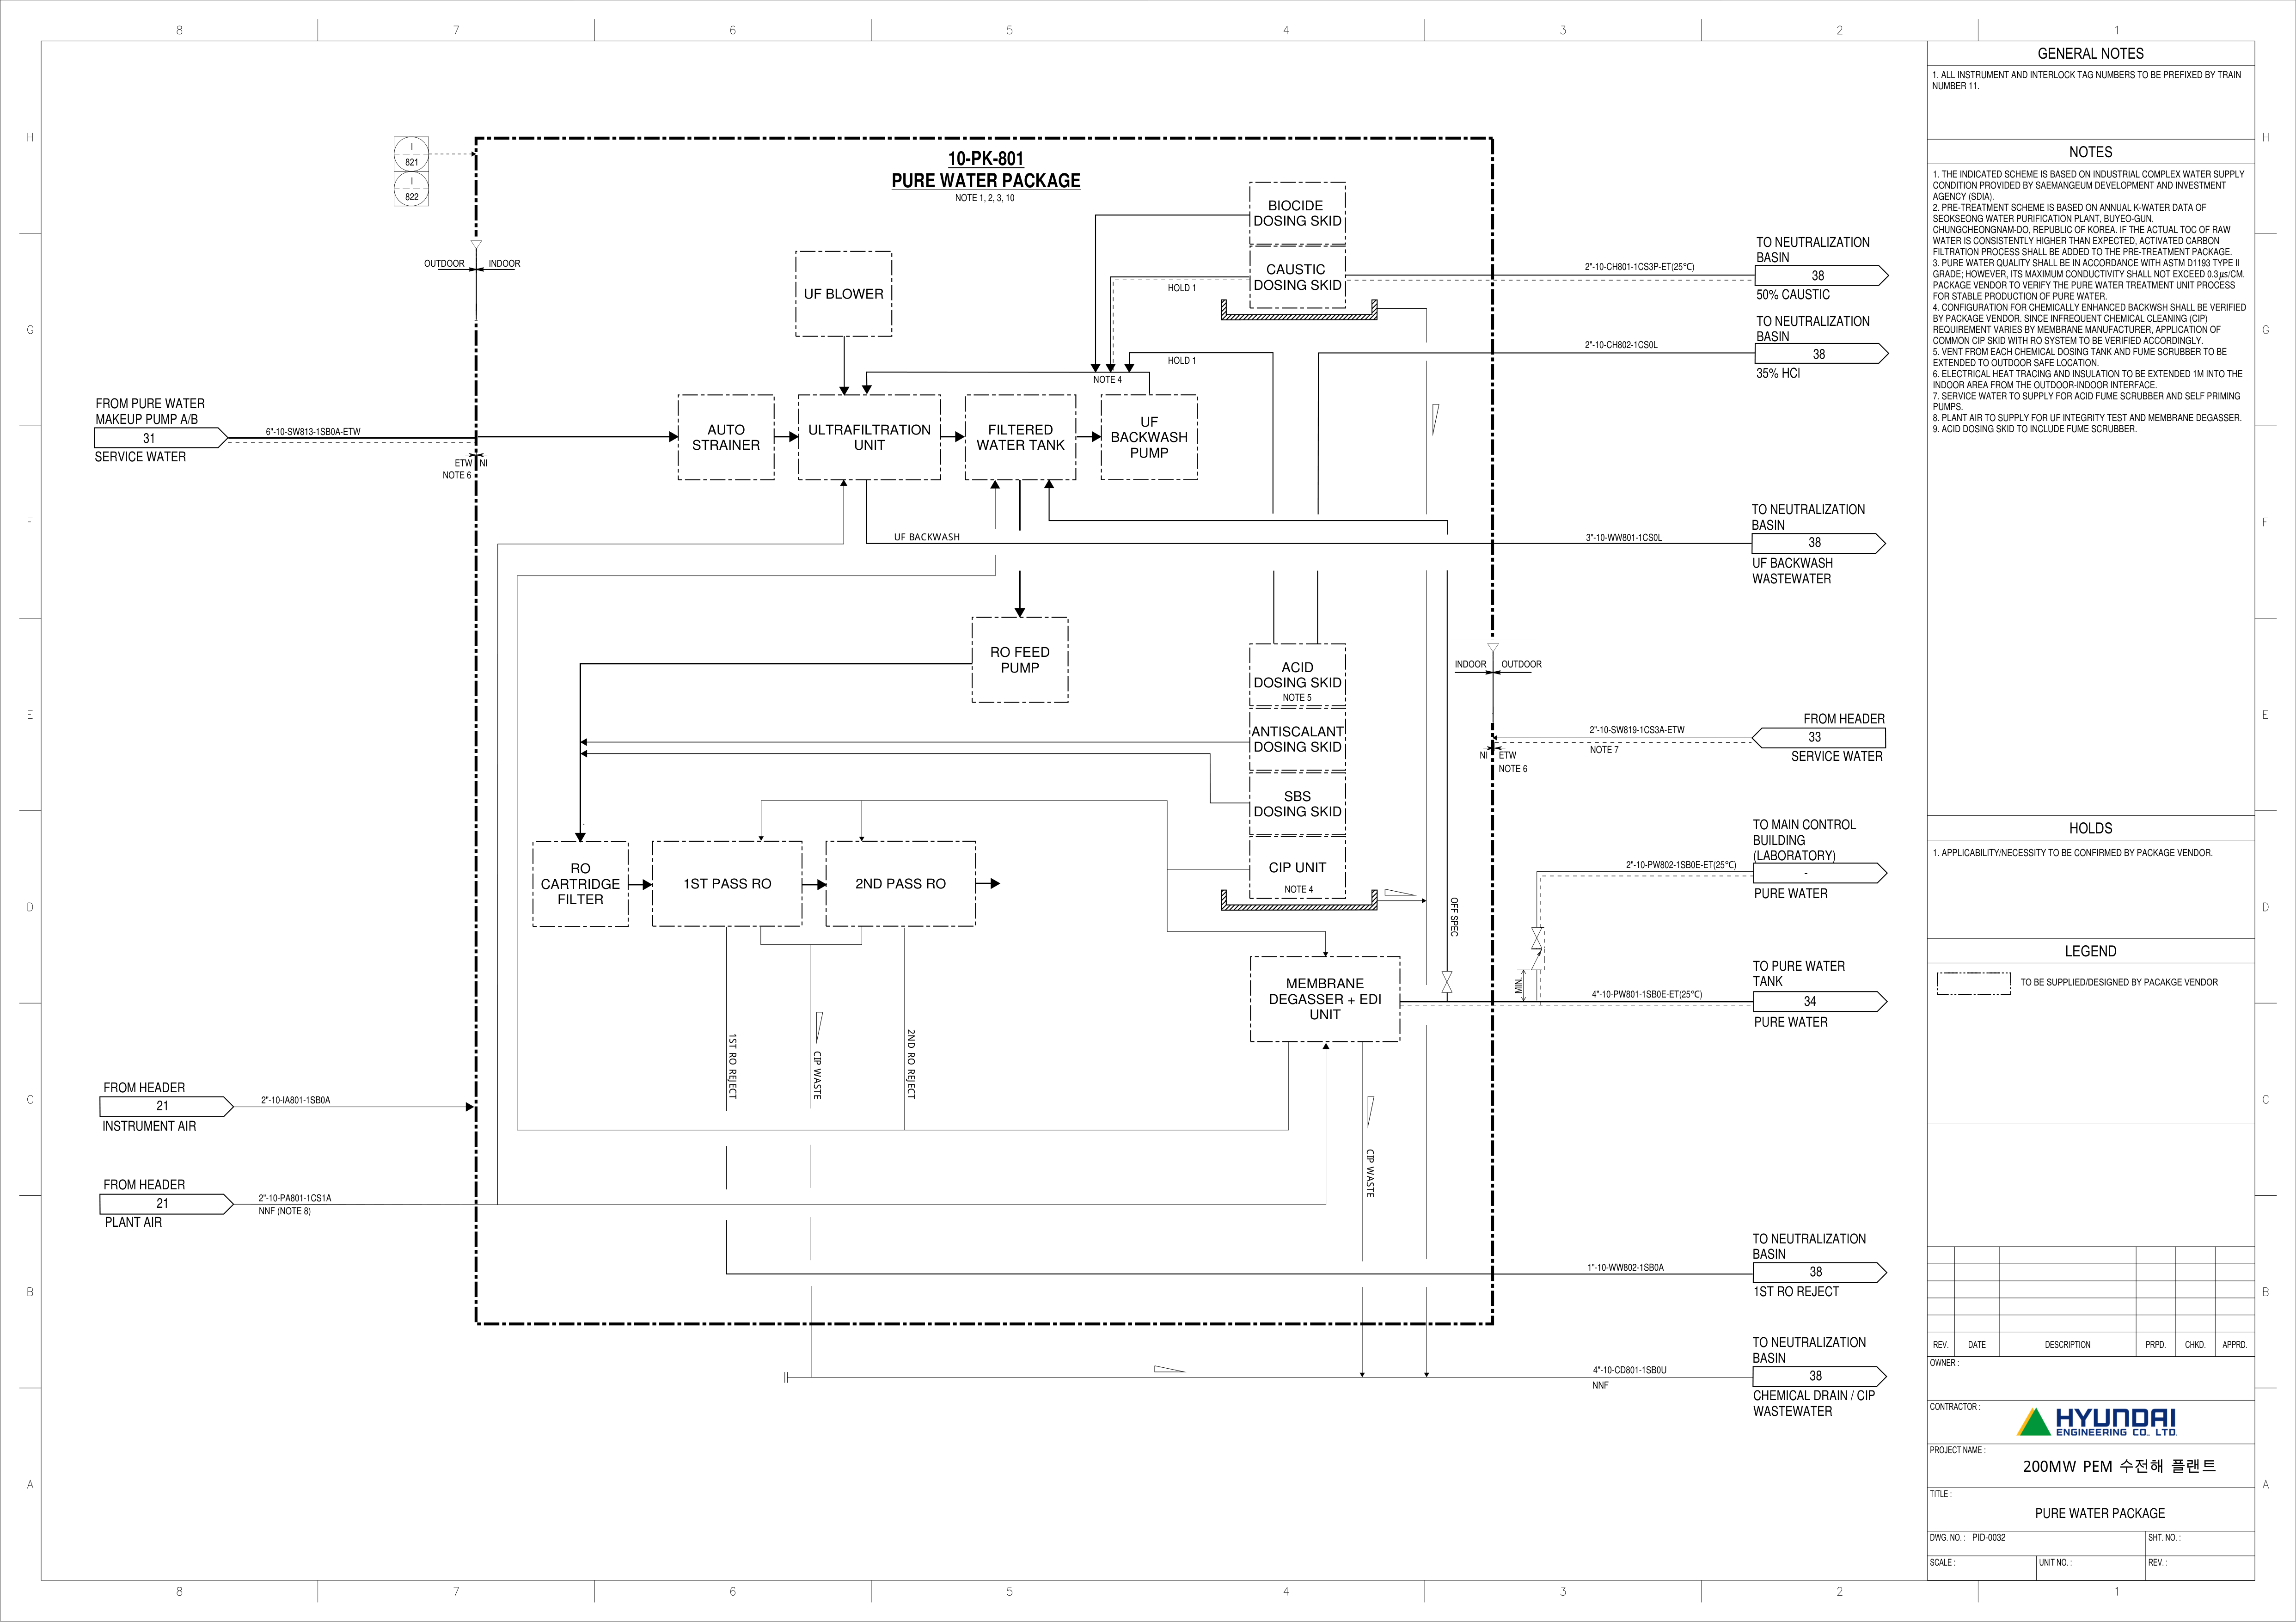 8 7 6 5 4 3 2 1
H
G
F
E
D
C
B
A
I
821
I
822
10-PK-801
PURE WATER PACKAGE
NOTE 1, 2, 3, 10
OUTDOOR
INDOOR
UF BLOWER
BIOCIDE
DOSING SKID
CAUSTIC
DOSING SKID
HOLD 1
HOLD 1
NOTE 4
2"-10-CH801-1CS3P-ET(25℃)
TO NEUTRALIZATION
BASIN
38
50% CAUSTIC
2"-10-CH802-1CS0L
TO NEUTRALIZATION
BASIN
38
35% HCl
FROM PURE WATER
MAKEUP PUMP A/B
31
SERVICE WATER
6"-10-SW813-1SB0A-ETW
ETW
NI
NOTE 6
AUTO
STRAINER
ULTRAFILTRATION
UNIT
FILTERED
WATER TANK
UF
BACKWASH
PUMP
UF BACKWASH
3"-10-WW801-1CS0L
TO NEUTRALIZATION
BASIN
38
UF BACKWASH
WASTEWATER
RO FEED
PUMP
ACID
DOSING SKID
NOTE 5
ANTISCALANT
DOSING SKID
SBS
DOSING SKID
CIP UNIT
NOTE 4
INDOOR
OUTDOOR
NI
ETW
NOTE 6
2"-10-SW819-1CS3A-ETW
NOTE 7
FROM HEADER
33
SERVICE WATER
RO
CARTRIDGE
FILTER
1ST PASS RO
2ND PASS RO
OFF SPEC
MIN
2"-10-PW802-1SB0E-ET(25℃)
TO MAIN CONTROL
BUILDING
(LABORATORY)
-
PURE WATER
MEMBRANE
DEGASSER + EDI
UNIT
4"-10-PW801-1SB0E-ET(25℃)
TO PURE WATER
TANK
34
PURE WATER
1ST RO REJECT
CIP WASTE
2ND RO REJECT
CIP WASTE
FROM HEADER
21
INSTRUMENT AIR
2"-10-IA801-1SB0A
FROM HEADER
21
PLANT AIR
2"-10-PA801-1CS1A
NNF (NOTE 8)
1"-10-WW802-1SB0A
TO NEUTRALIZATION
BASIN
38
1ST RO REJECT
4"-10-CD801-1SB0U
NNF
TO NEUTRALIZATION
BASIN
38
CHEMICAL DRAIN / CIP
WASTEWATER
GENERAL NOTES
1. ALL INSTRUMENT AND INTERLOCK TAG NUMBERS TO BE PREFIXED BY TRAIN
NUMBER 11.
NOTES
1. THE INDICATED SCHEME IS BASED ON INDUSTRIAL COMPLEX WATER SUPPLY
CONDITION PROVIDED BY SAEMANGEUM DEVELOPMENT AND INVESTMENT
AGENCY (SDIA).
2. PRE-TREATMENT SCHEME IS BASED ON ANNUAL K-WATER DATA OF
SEOKSEONG WATER PURIFICATION PLANT, BUYEO-GUN,
CHUNGCHEONGNAM-DO, REPUBLIC OF KOREA. IF THE ACTUAL TOC OF RAW
WATER IS CONSISTENTLY HIGHER THAN EXPECTED, ACTIVATED CARBON
FILTRATION PROCESS SHALL BE ADDED TO THE PRE-TREATMENT PACKAGE.
3. PURE WATER QUALITY SHALL BE IN ACCORDANCE WITH ASTM D1193 TYPE II
GRADE; HOWEVER, ITS MAXIMUM CONDUCTIVITY SHALL NOT EXCEED 0.3μs/CM.
PACKAGE VENDOR TO VERIFY THE PURE WATER TREATMENT UNIT PROCESS
FOR STABLE PRODUCTION OF PURE WATER.
4. CONFIGURATION FOR CHEMICALLY ENHANCED BACKWSH SHALL BE VERIFIED
BY PACKAGE VENDOR. SINCE INFREQUENT CHEMICAL CLEANING (CIP)
REQUIREMENT VARIES BY MEMBRANE MANUFACTURER, APPLICATION OF
COMMON CIP SKID WITH RO SYSTEM TO BE VERIFIED ACCORDINGLY.
5. VENT FROM EACH CHEMICAL DOSING TANK AND FUME SCRUBBER TO BE
EXTENDED TO OUTDOOR SAFE LOCATION.
6. ELECTRICAL HEAT TRACING AND INSULATION TO BE EXTENDED 1M INTO THE
INDOOR AREA FROM THE OUTDOOR-INDOOR INTERFACE.
7. SERVICE WATER TO SUPPLY FOR ACID FUME SCRUBBER AND SELF PRIMING
PUMPS.
8. PLANT AIR TO SUPPLY FOR UF INTEGRITY TEST AND MEMBRANE DEGASSER.
9. ACID DOSING SKID TO INCLUDE FUME SCRUBBER.
HOLDS
1. APPLICABILITY/NECESSITY TO BE CONFIRMED BY PACKAGE VENDOR.
LEGEND
TO BE SUPPLIED/DESIGNED BY PACAKGE VENDOR
REV. DATE DESCRIPTION PRPD. CHKD. APPRD.
OWNER :
CONTRACTOR :
HYUNDAI
ENGINEERING CO., LTD.
PROJECT NAME :
200MW PEM 수전해 플랜트
TITLE :
PURE WATER PACKAGE
DWG. NO. : PID-0032
SHT. NO. :
SCALE :
UNIT NO. :
REV. :
H
G
F
E
D
C
B
A
8 7 6 5 4 3 2 1